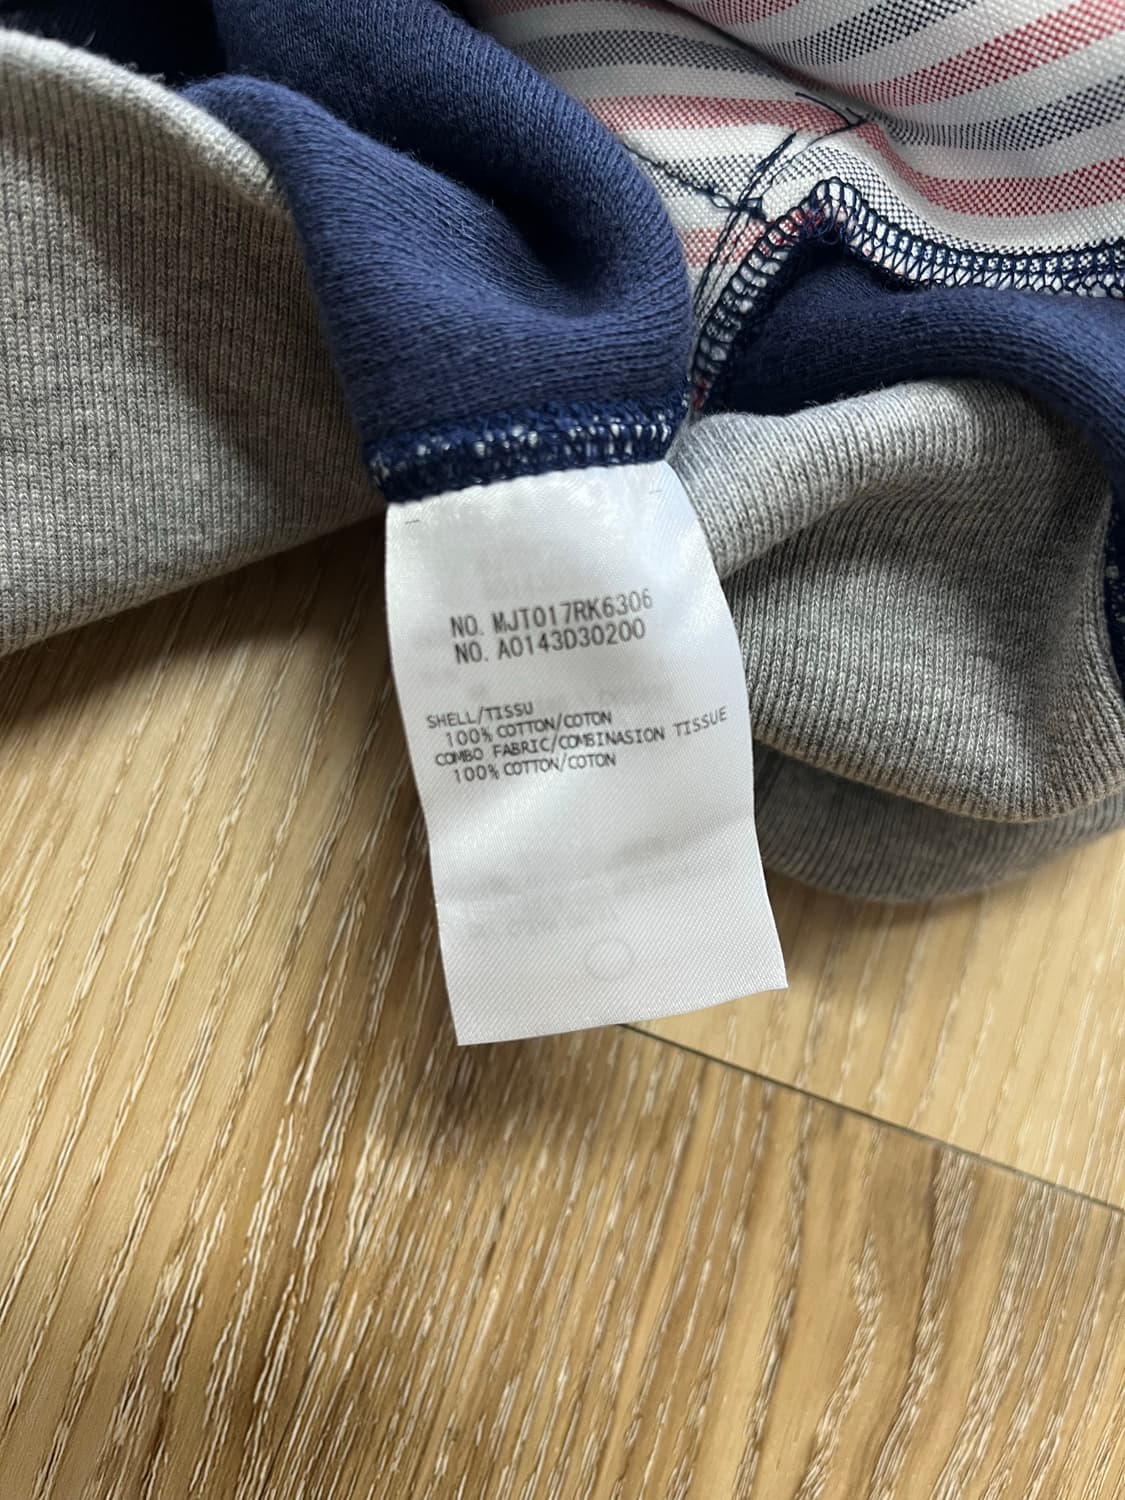 NO. MJT017RK6306
NO. A0143D30200
SHELL/TISSU
100% COTTON/COTON
COMBO FABRIC/COMBINASION TISSUE
100% COTTON/COTON